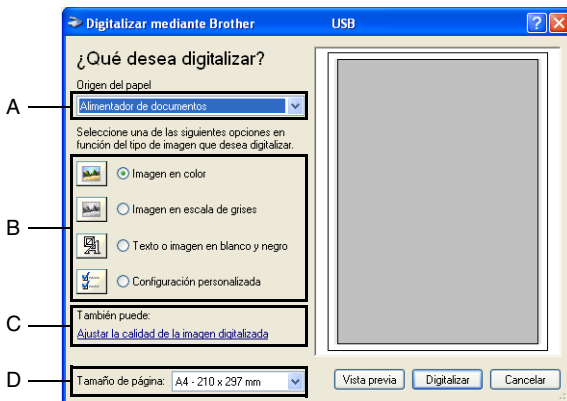 Digitalizar mediante Brother USB
¿Qué desea digitalizar?
Origen del papel
A
Alimentador de documentos
Seleccione una de las siguientes opciones en
función del tipo de imagen que desea digitalizar.
B
Imagen en color
Imagen en escala de grises
Texto o imagen en blanco y negro
Configuración personalizada
C
También puede:
Ajustar la calidad de la imagen digitalizada
D
Tamaño de página: A4 - 210 x 297 mm
Vista previa Digitalizar Cancelar